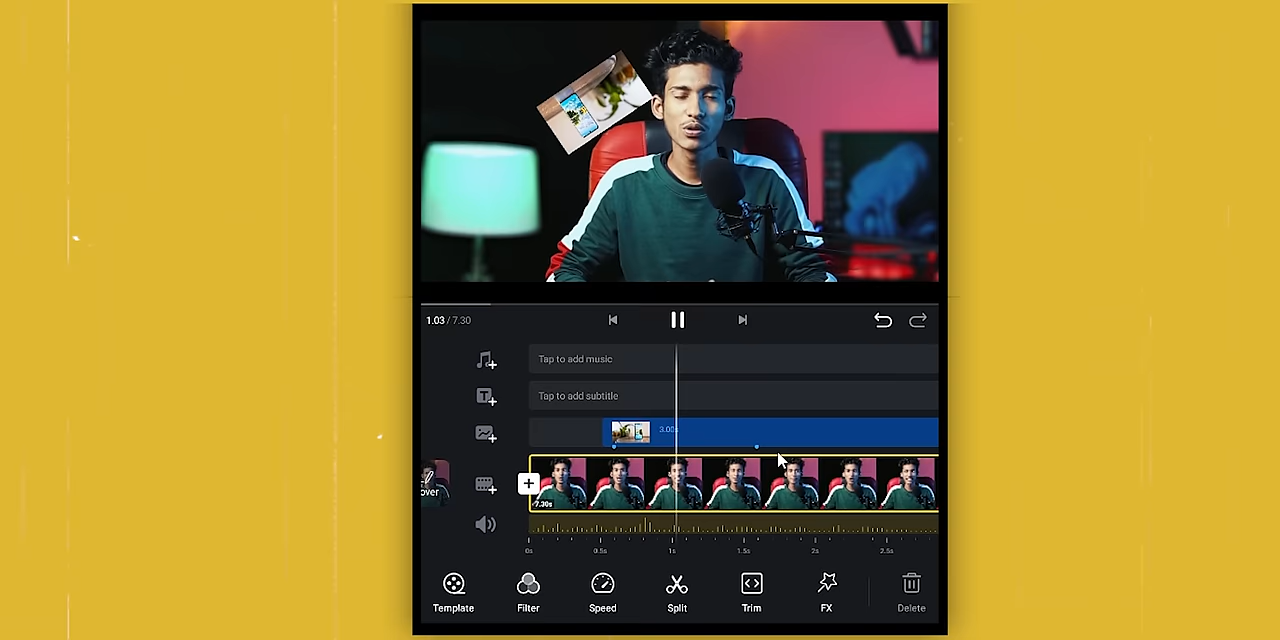 1.03 / 7.30
Tap to add music
Tap to add subtitle
3.00s
over
7.30s
0s 0.5s 1s 1.5s 2s 2.5s
Template Filter Speed Split Trim FX Delete